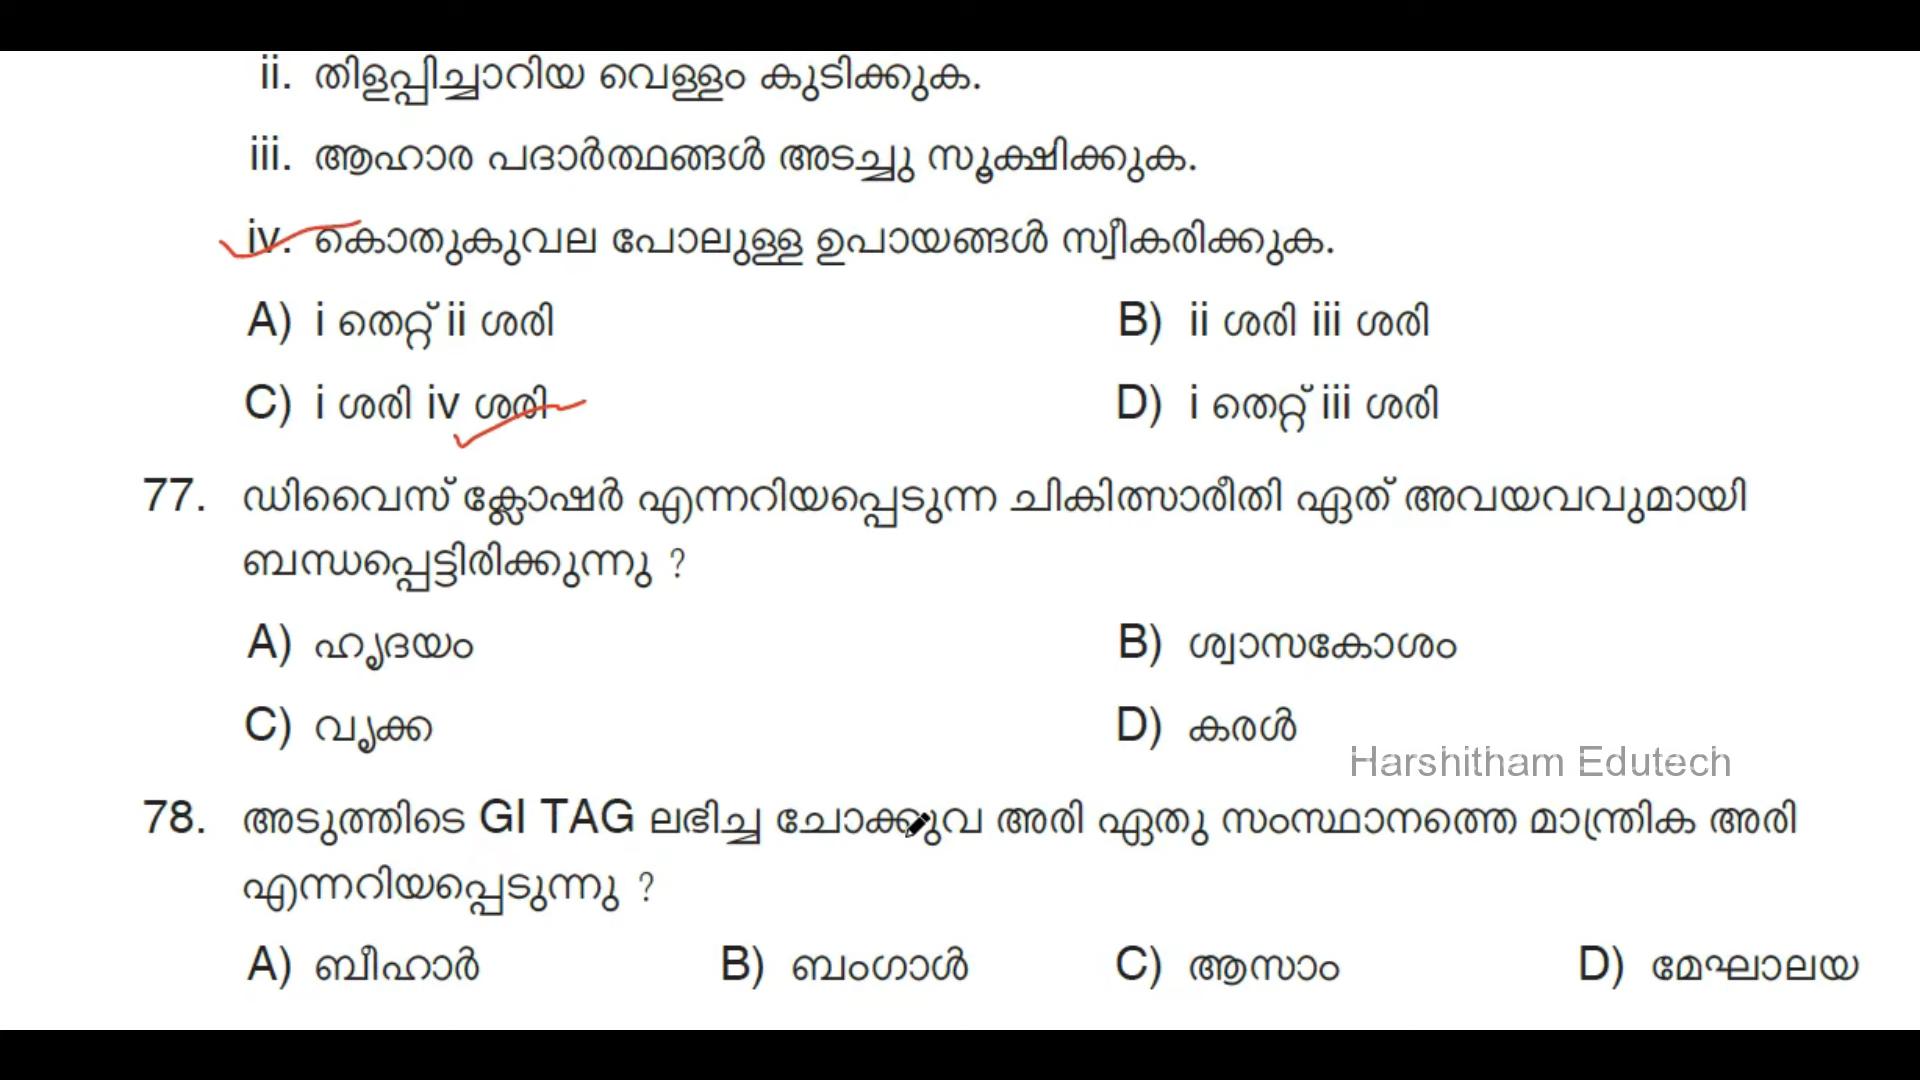 ii. തിളപ്പിച്ചാറിയ വെള്ളം കുടിക്കുക.
iii. ആഹാര പദാർത്ഥങ്ങൾ അടച്ചു സൂക്ഷിക്കുക.
iv. കൊതുകുവല പോലുള്ള ഉപായങ്ങൾ സ്വീകരിക്കുക.
A) i തെറ്റ് ii ശരി B) ii ശരി iii ശരി
C) i ശരി iv ശരി D) i തെറ്റ് iii ശരി
77. ഡിവൈസ് ക്ലോഷർ എന്നറിയപ്പെടുന്ന ചികിത്സാരീതി ഏത് അവയവവുമായി
ബന്ധപ്പെട്ടിരിക്കുന്നു ?
A) ഹൃദയം B) ശ്വാസകോശം
C) വൃക്ക D) കരൾ
Harshitham Edutech
78. അടുത്തിടെ GI TAG ലഭിച്ച ചോക്കുവ അരി ഏതു സംസ്ഥാനത്തെ മാന്ത്രിക അരി
എന്നറിയപ്പെടുന്നു ?
A) ബീഹാർ B) ബംഗാൾ C) ആസാം D) മേഘാലയ